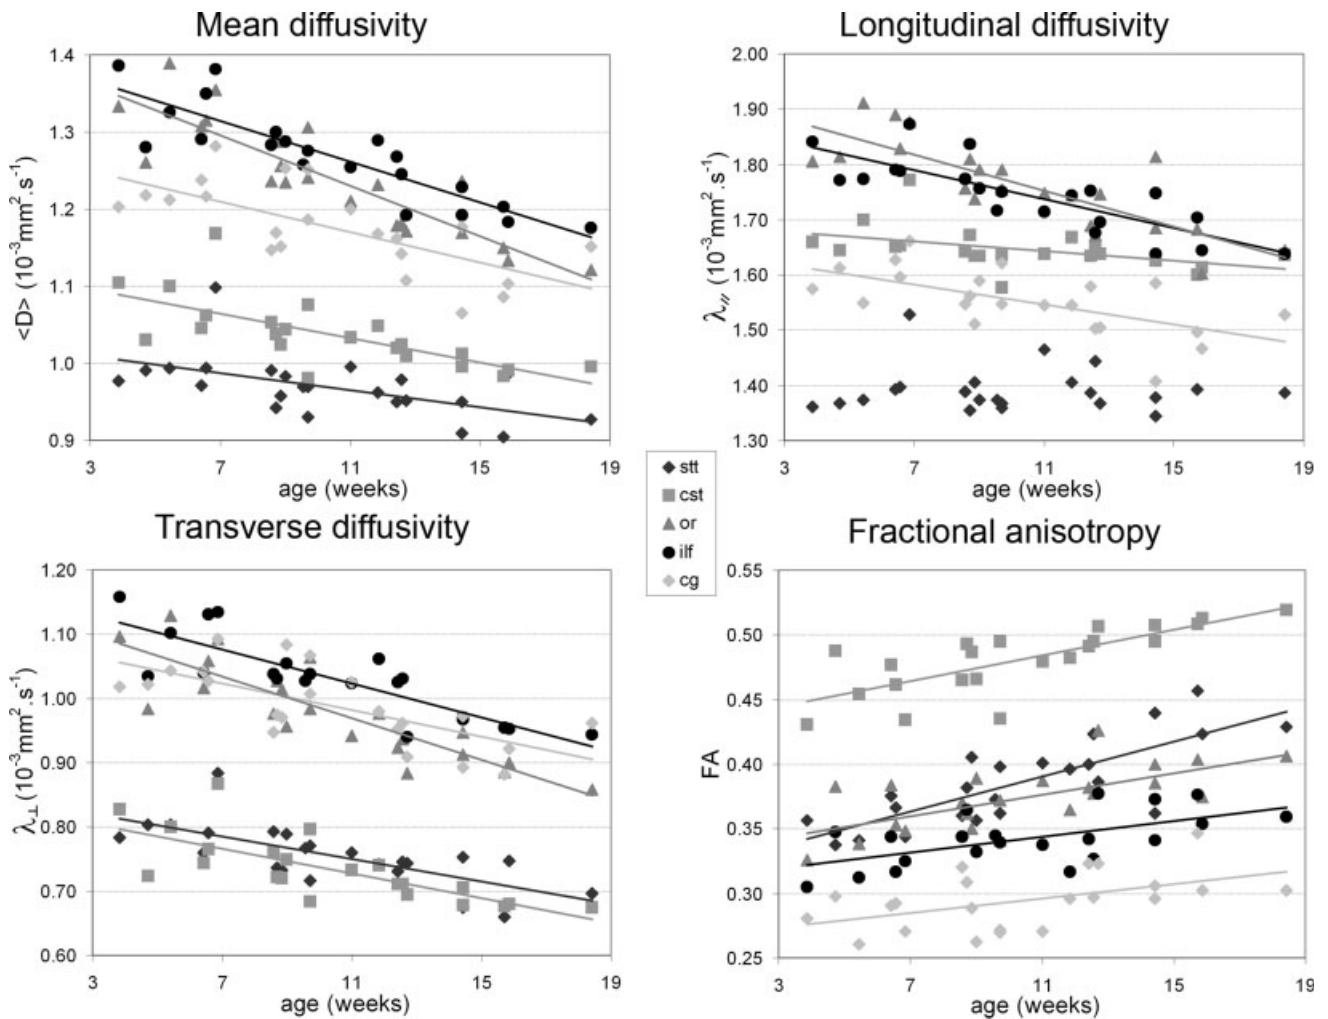 Mean diffusivity
1.4
1.3
1.2
1.1
1.0
0.9
<D> (10⁻³mm².s⁻¹)
3 7 11 15 19
age (weeks)
Longitudinal diffusivity
2.00
1.90
1.80
1.70
1.60
1.50
1.40
1.30
λ// (10⁻³mm².s⁻¹)
3 7 11 15 19
age (weeks)
stt
cst
or
ilf
cg
Transverse diffusivity
1.20
1.10
1.00
0.90
0.80
0.70
0.60
λ⊥ (10⁻³mm².s⁻¹)
3 7 11 15 19
age (weeks)
Fractional anisotropy
0.55
0.50
0.45
0.40
0.35
0.30
0.25
FA
3 7 11 15 19
age (weeks)